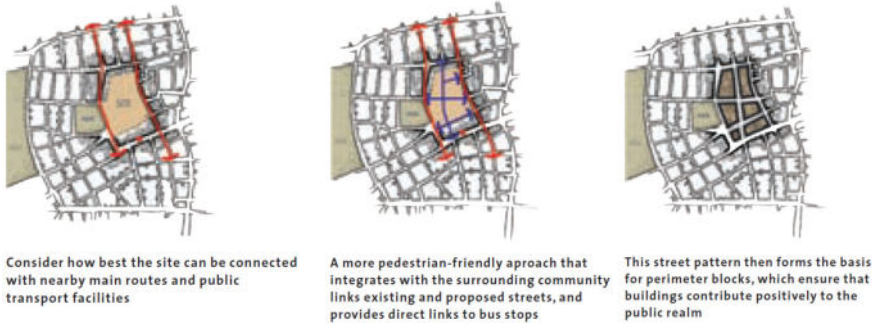 SITE
Consider how best the site can be connected
with nearby main routes and public
transport facilities
A more pedestrian-friendly aproach that
integrates with the surrounding community
links existing and proposed streets, and
provides direct links to bus stops
This street pattern then forms the basis
for perimeter blocks, which ensure that
buildings contribute positively to the
public realm